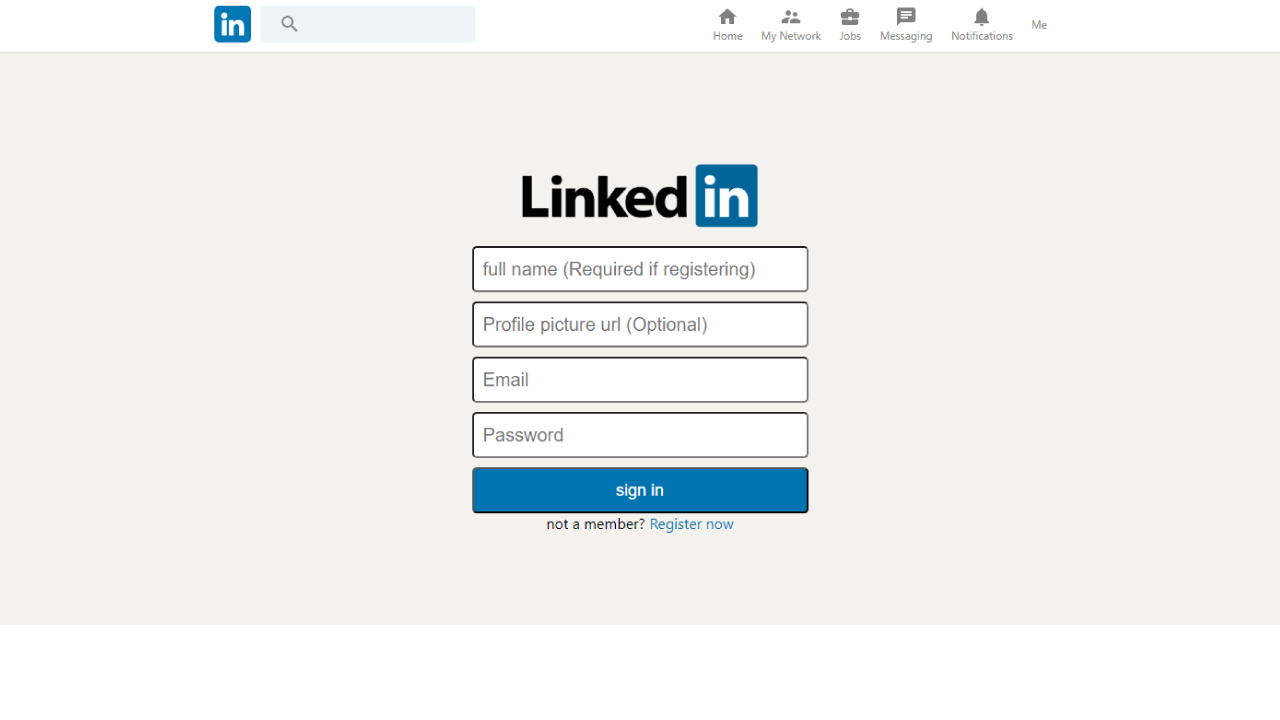 in
Home My Network Jobs Messaging Notifications Me
Linked in
full name (Required if registering)
Profile picture url (Optional)
Email
Password
sign in
not a member? Register now